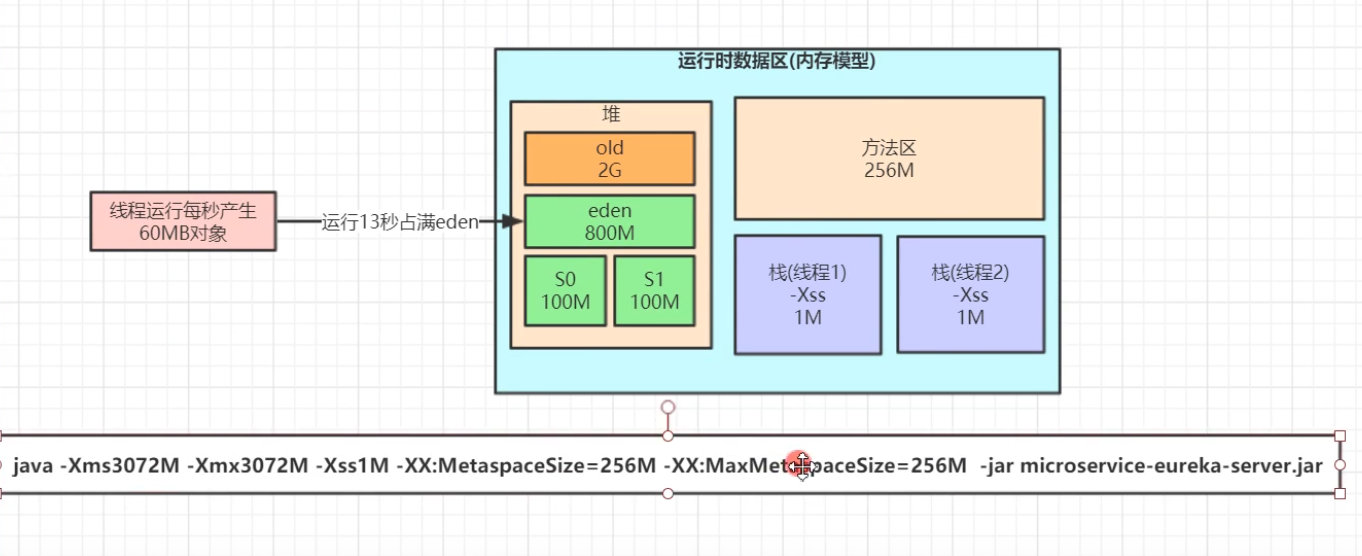 运行时数据区(内存模型)
堆
old
2G
eden
800M
S0
100M
S1
100M
方法区
256M
栈(线程1)
-Xss
1M
栈(线程2)
-Xss
1M
线程运行每秒产生
60MB对象
运行13秒占满eden
java -Xms3072M -Xmx3072M -Xss1M -XX:MetaspaceSize=256M -XX:MaxMetaspaceSize=256M -jar microservice-eureka-server.jar